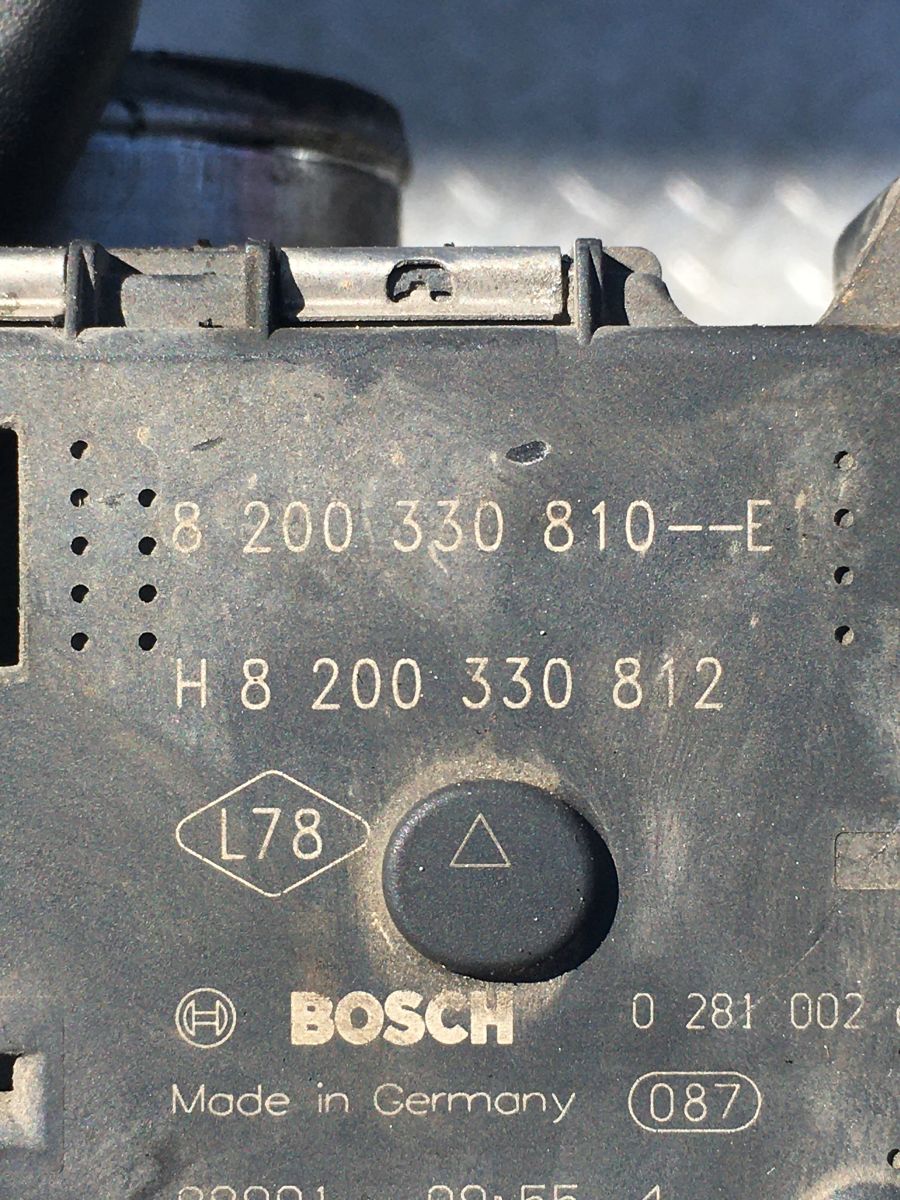 8 200 330 810--E
H 8 200 330 812
L78
BOSCH 0 281 002
Made in Germany 087